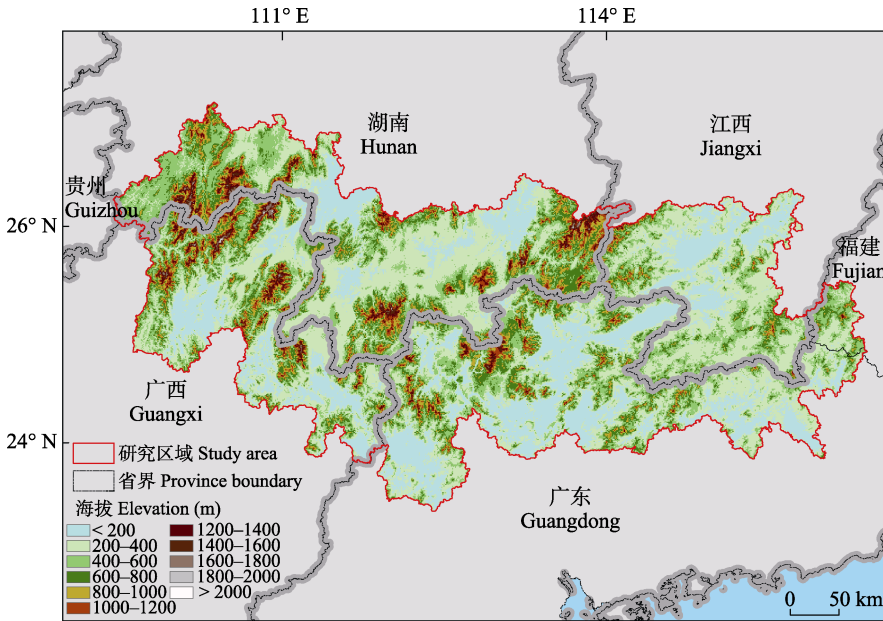 111° E
114° E
湖南
Hunan
江西
Jiangxi
贵州
Guizhou
26° N
福建
Fujian
广西
Guangxi
24° N
研究区域 Study area
省界 Province boundary
海拔 Elevation (m)
< 200
200–400
400–600
600–800
800–1000
1000–1200
1200–1400
1400–1600
1600–1800
1800–2000
> 2000
广东
Guangdong
0 50 km